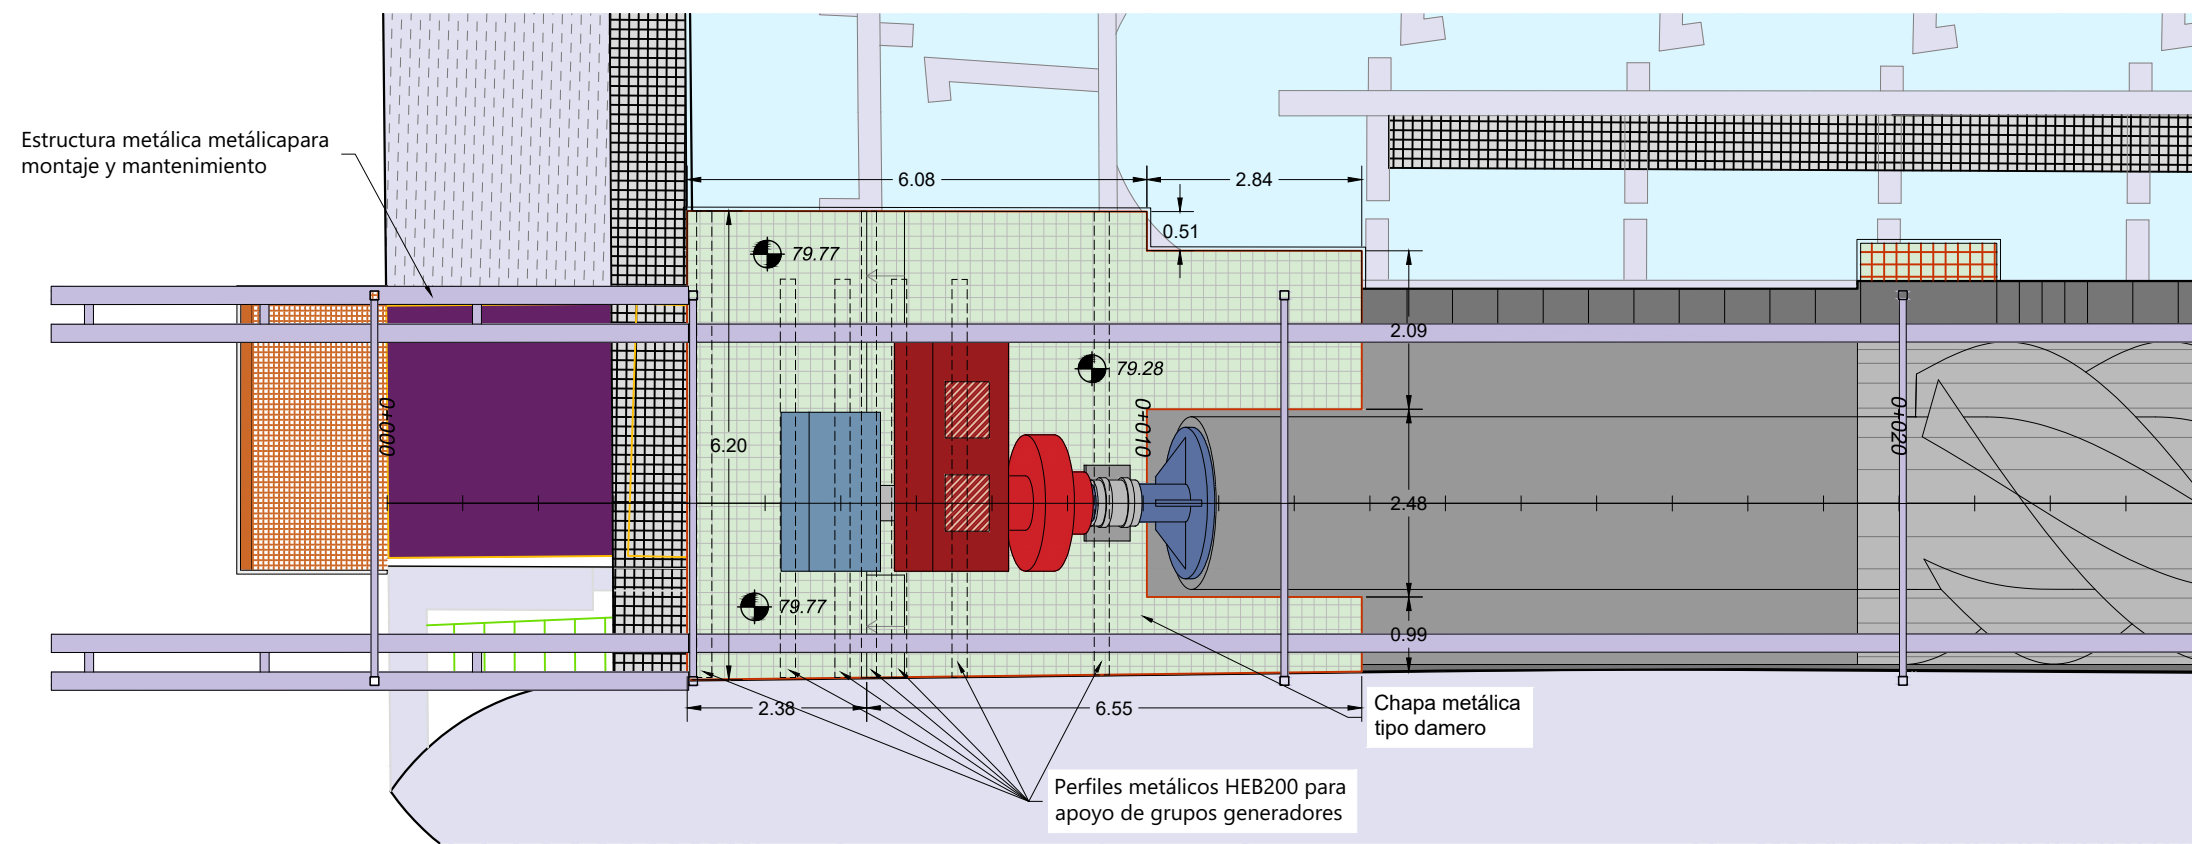 Estructura metálica metálicapara
montaje y mantenimiento
6.08
2.84
0.51
79.77
2.09
79.28
0+000
0+010
0+020
6.20
2.48
79.77
0.99
2.38
6.55
Chapa metálica
tipo damero
Perfiles metálicos HEB200 para
apoyo de grupos generadores